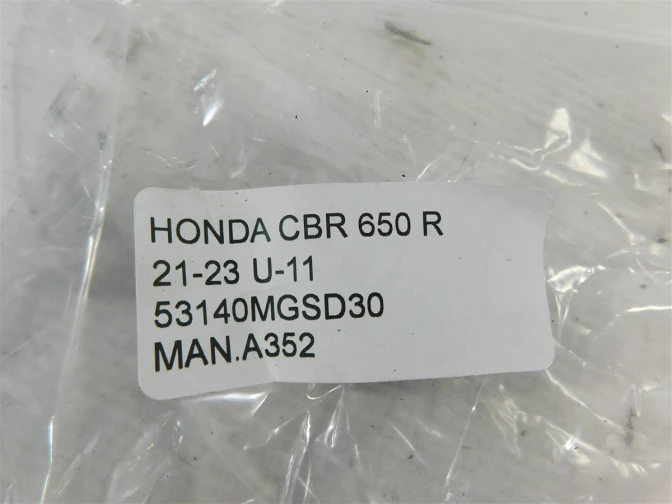 HONDA CBR 650 R
21-23 U-11
53140MGSD30
MAN.A352